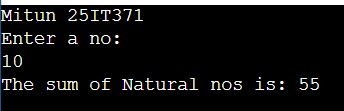 Mitun 25IT371
Enter a no:
10
The sum of Natural nos is: 55